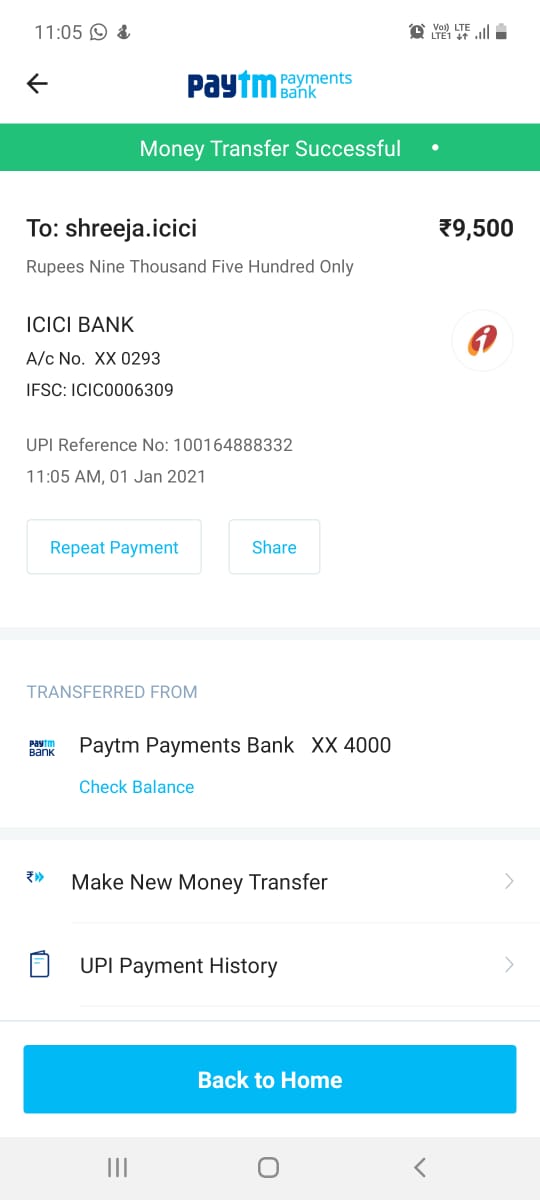 11:05
Vo)) LTE
LTE1
paytm Payments Bank
Money Transfer Successful
To: shreeja.icici ₹9,500
Rupees Nine Thousand Five Hundred Only
ICICI BANK
A/c No. XX 0293
IFSC: ICIC0006309
UPI Reference No: 100164888332
11:05 AM, 01 Jan 2021
Repeat Payment Share
TRANSFERRED FROM
paytm Bank Paytm Payments Bank XX 4000
Check Balance
₹ Make New Money Transfer
UPI Payment History
Back to Home